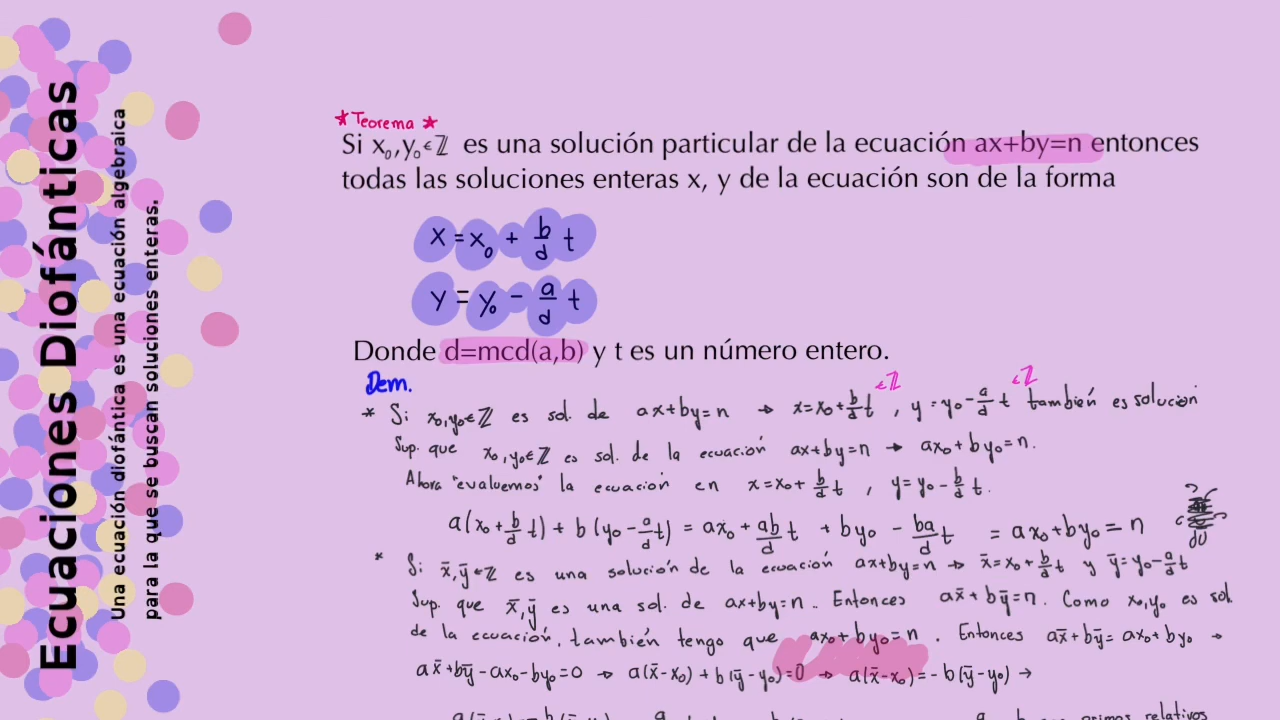 Ecuaciones Diofánticas
Una ecuación diofántica es una ecuación algebraica
para la que se buscan soluciones enteras.
* Teorema *
Si x₀,y₀∈ℤ es una solución particular de la ecuación ax+by=n entonces
todas las soluciones enteras x, y de la ecuación son de la forma
x = x₀ + b/d t
y = y₀ - a/d t
Donde d=mcd(a,b) y t es un número entero.
Dem.
∈ℤ ∈ℤ
* Si x₀,y₀∈ℤ es sol. de ax+by=n → x=x₀+b/d t , y=y₀-a/d t también es solución
Sup. que x₀,y₀∈ℤ es sol. de la ecuación ax+by=n → ax₀+by₀=n.
Ahora "evaluemos" la ecuación en x=x₀+ b/d t , y=y₀- b/d t.
a(x₀+b/d t) + b(y₀-a/d t) = ax₀ + ab/d t + by₀ - ba/d t = ax₀+by₀=n
* Si x̄,ȳ∈ℤ es una solución de la ecuación ax+by=n → x̄=x₀+b/d t y ȳ=y₀-a/d t
Sup. que x̄,ȳ es una sol. de ax+by=n.. Entonces ax̄+bȳ=n. Como x₀,y₀ es sol.
de la ecuación, también tengo que ax₀+by₀=n . Entonces ax̄+bȳ=ax₀+by₀ →
ax̄+bȳ-ax₀-by₀=0 → a(x̄-x₀)+b(ȳ-y₀)=0 → a(x̄-x₀)=-b(ȳ-y₀) →
primos relativos